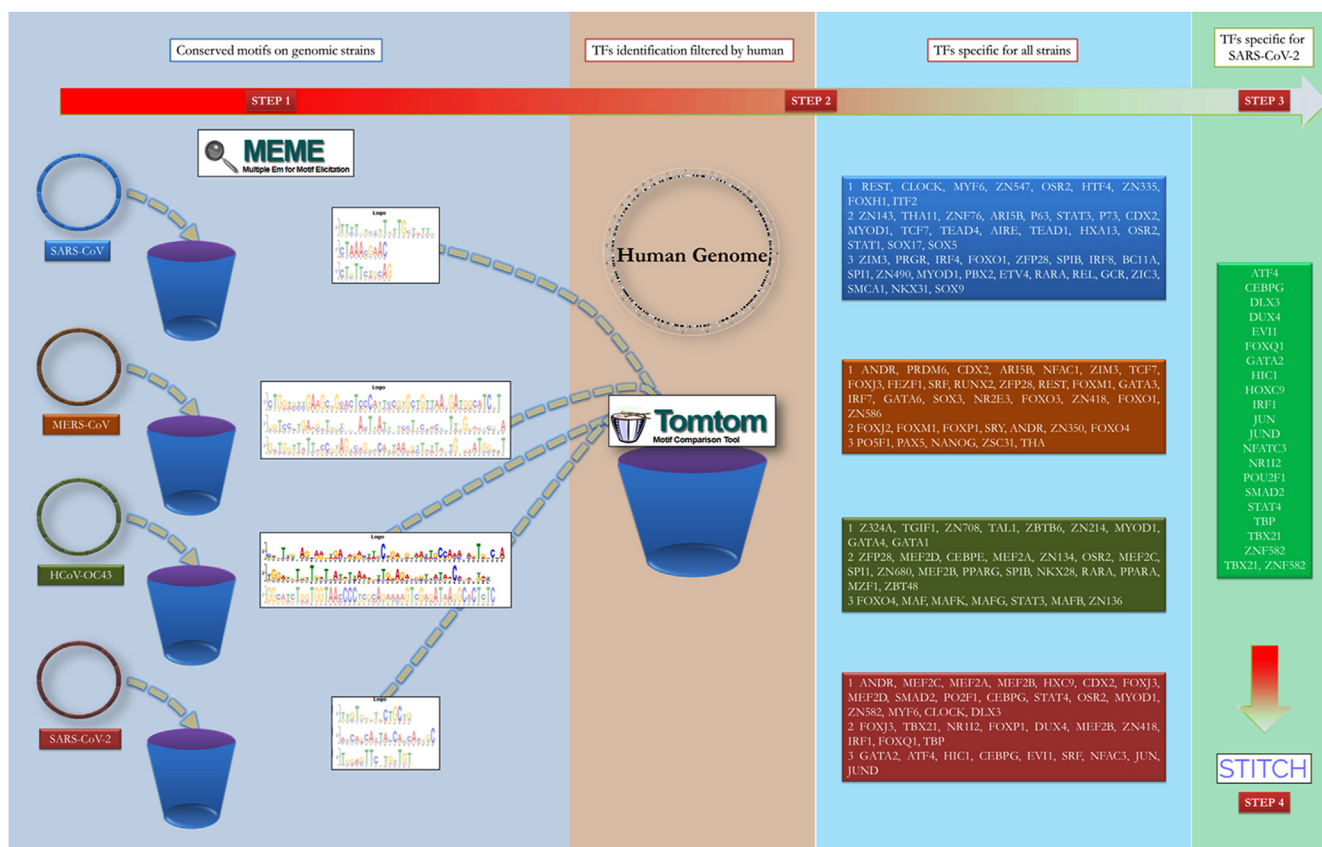 Conserved motifs on genomic strains
TFs identification filtered by human
TFs specific for all strains
TFs specific for
SARS-CoV-2
STEP 1
STEP 2
STEP 3
MEME
Multiple Em for Motif Elicitation
SARS-CoV
Logo
MERS-CoV
Logo
HCoV-OC43
Logo
SARS-CoV-2
Logo
Human Genome
Tomtom
Motif Comparison Tool
1 REST, CLOCK, MYF6, ZN547, OSR2, HTF4, ZN335,
FOXH1, ITF2
2 ZN143, THA11, ZNF76, ARI5B, P63, STAT3, P73, CDX2,
MYOD1, TCF7, TEAD4, AIRE, TEAD1, HXA13, OSR2,
STAT1, SOX17, SOX5
3 ZIM3, PRGR, IRF4, FOXO1, ZFP28, SPIB, IRF8, BC11A,
SPI1, ZN490, MYOD1, PBX2, ETV4, RARA, REL, GCR, ZIC3,
SMCA1, NKX31, SOX9
1 ANDR, PRDM6, CDX2, ARI5B, NFAC1, ZIM3, TCF7,
FOXJ3, FEZF1, SRF, RUNX2, ZFP28, REST, FOXM1, GATA3,
IRF7, GATA6, SOX3, NR2E3, FOXO3, ZN418, FOXO1,
ZN586
2 FOXJ2, FOXM1, FOXP1, SRY, ANDR, ZN350, FOXO4
3 PO5F1, PAX5, NANOG, ZSC31, THA
1 Z324A, TGIF1, ZN708, TAL1, ZBTB6, ZN214, MYOD1,
GATA4, GATA1
2 ZFP28, MEF2D, CEBPE, MEF2A, ZN134, OSR2, MEF2C,
SPI1, ZN680, MEF2B, PPARG, SPIB, NKX28, RARA, PPARA,
MZF1, ZBT48
3 FOXO4, MAF, MAFK, MAFG, STAT3, MAFB, ZN136
1 ANDR, MEF2C, MEF2A, MEF2B, HXC9, CDX2, FOXJ3,
MEF2D, SMAD2, PO2F1, CEBPG, STAT4, OSR2, MYOD1,
ZN582, MYF6, CLOCK, DLX3
2 FOXJ3, TBX21, NR1I2, FOXP1, DUX4, MEF2B, ZN418,
IRF1, FOXQ1, TBP
3 GATA2, ATF4, HIC1, CEBPG, EVI1, SRF, NFAC3, JUN,
JUND
ATF4
CEBPG
DLX3
DUX4
EVI1
FOXQ1
GATA2
HIC1
HOXC9
IRF1
JUN
JUND
NFATC3
NR1I2
POU2F1
SMAD2
STAT4
TBP
TBX21
ZNF582
TBX21, ZNF582
STITCH
STEP 4